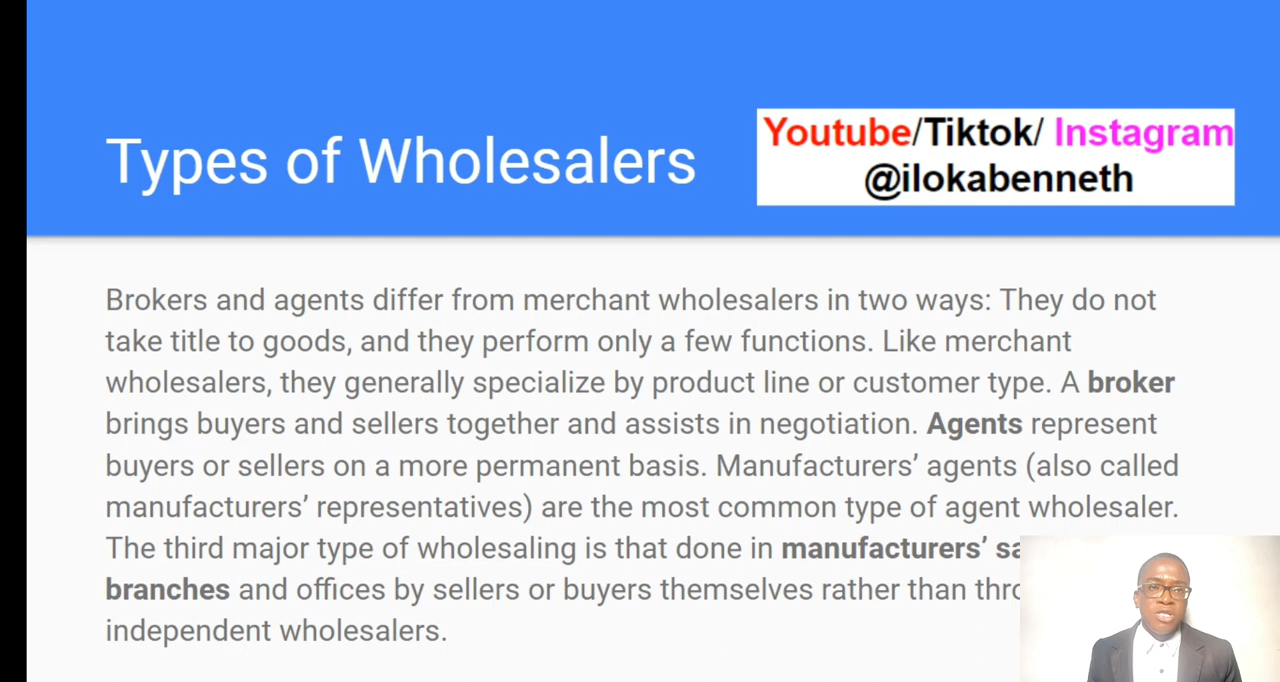 Types of Wholesalers
Youtube/Tiktok/ Instagram
@ilokabenneth
Brokers and agents differ from merchant wholesalers in two ways: They do not
take title to goods, and they perform only a few functions. Like merchant
wholesalers, they generally specialize by product line or customer type. A broker
brings buyers and sellers together and assists in negotiation. Agents represent
buyers or sellers on a more permanent basis. Manufacturers’ agents (also called
manufacturers’ representatives) are the most common type of agent wholesaler.
The third major type of wholesaling is that done in manufacturers’
branches and offices by sellers or buyers themselves rather than
independent wholesalers.